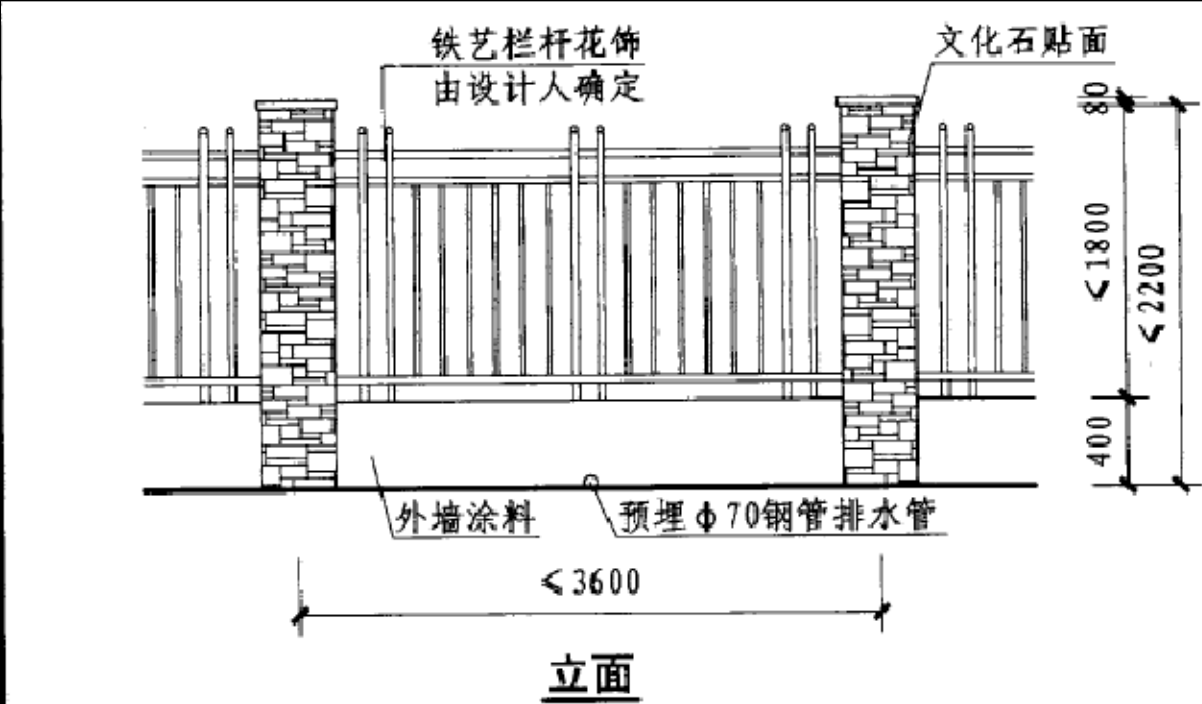 铁艺栏杆花饰
由设计人确定
文化石贴面
80
≤1800
≤2200
400
外墙涂料
预埋φ70钢管排水管
≤3600
立面